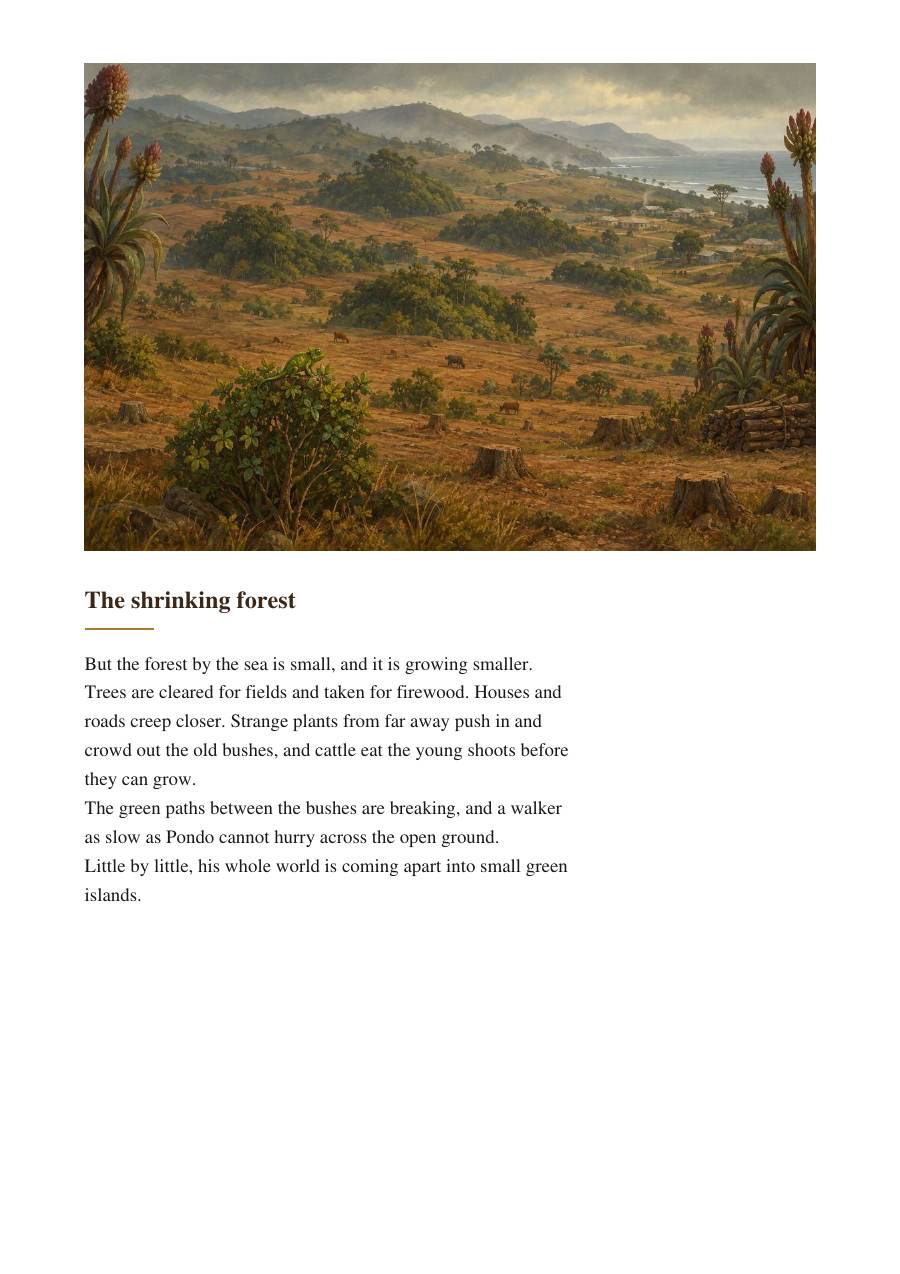 The shrinking forest
But the forest by the sea is small, and it is growing smaller.
Trees are cleared for fields and taken for firewood. Houses and
roads creep closer. Strange plants from far away push in and
crowd out the old bushes, and cattle eat the young shoots before
they can grow.
The green paths between the bushes are breaking, and a walker
as slow as Pondo cannot hurry across the open ground.
Little by little, his whole world is coming apart into small green
islands.